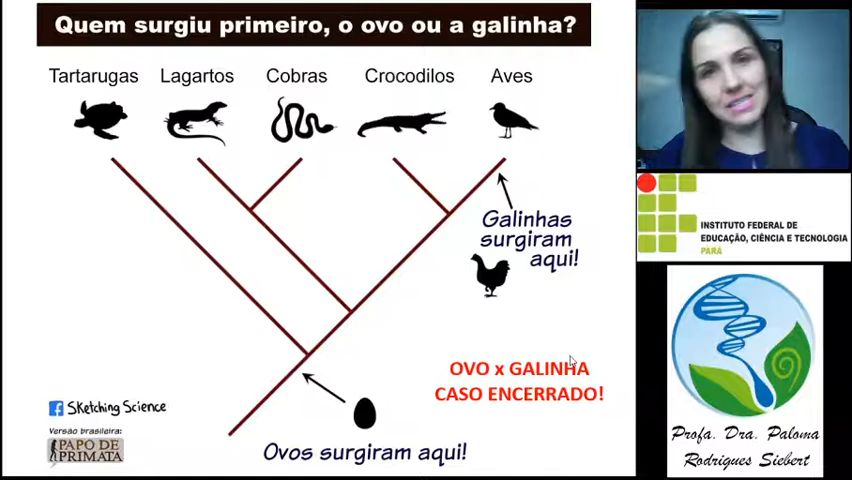 Quem surgiu primeiro, o ovo ou a galinha?
Tartarugas Lagartos Cobras Crocodilos Aves
Galinhas
surgiram
aqui!
OVO x GALINHA
CASO ENCERRADO!
Sketching Science
Versão brasileira:
PAPO DE
PRIMATA
Ovos surgiram aqui!
INSTITUTO FEDERAL DE
EDUCAÇÃO, CIÊNCIA E TECNOLOGIA
PARÁ
Profa. Dra. Paloma
Rodrigues Siebert